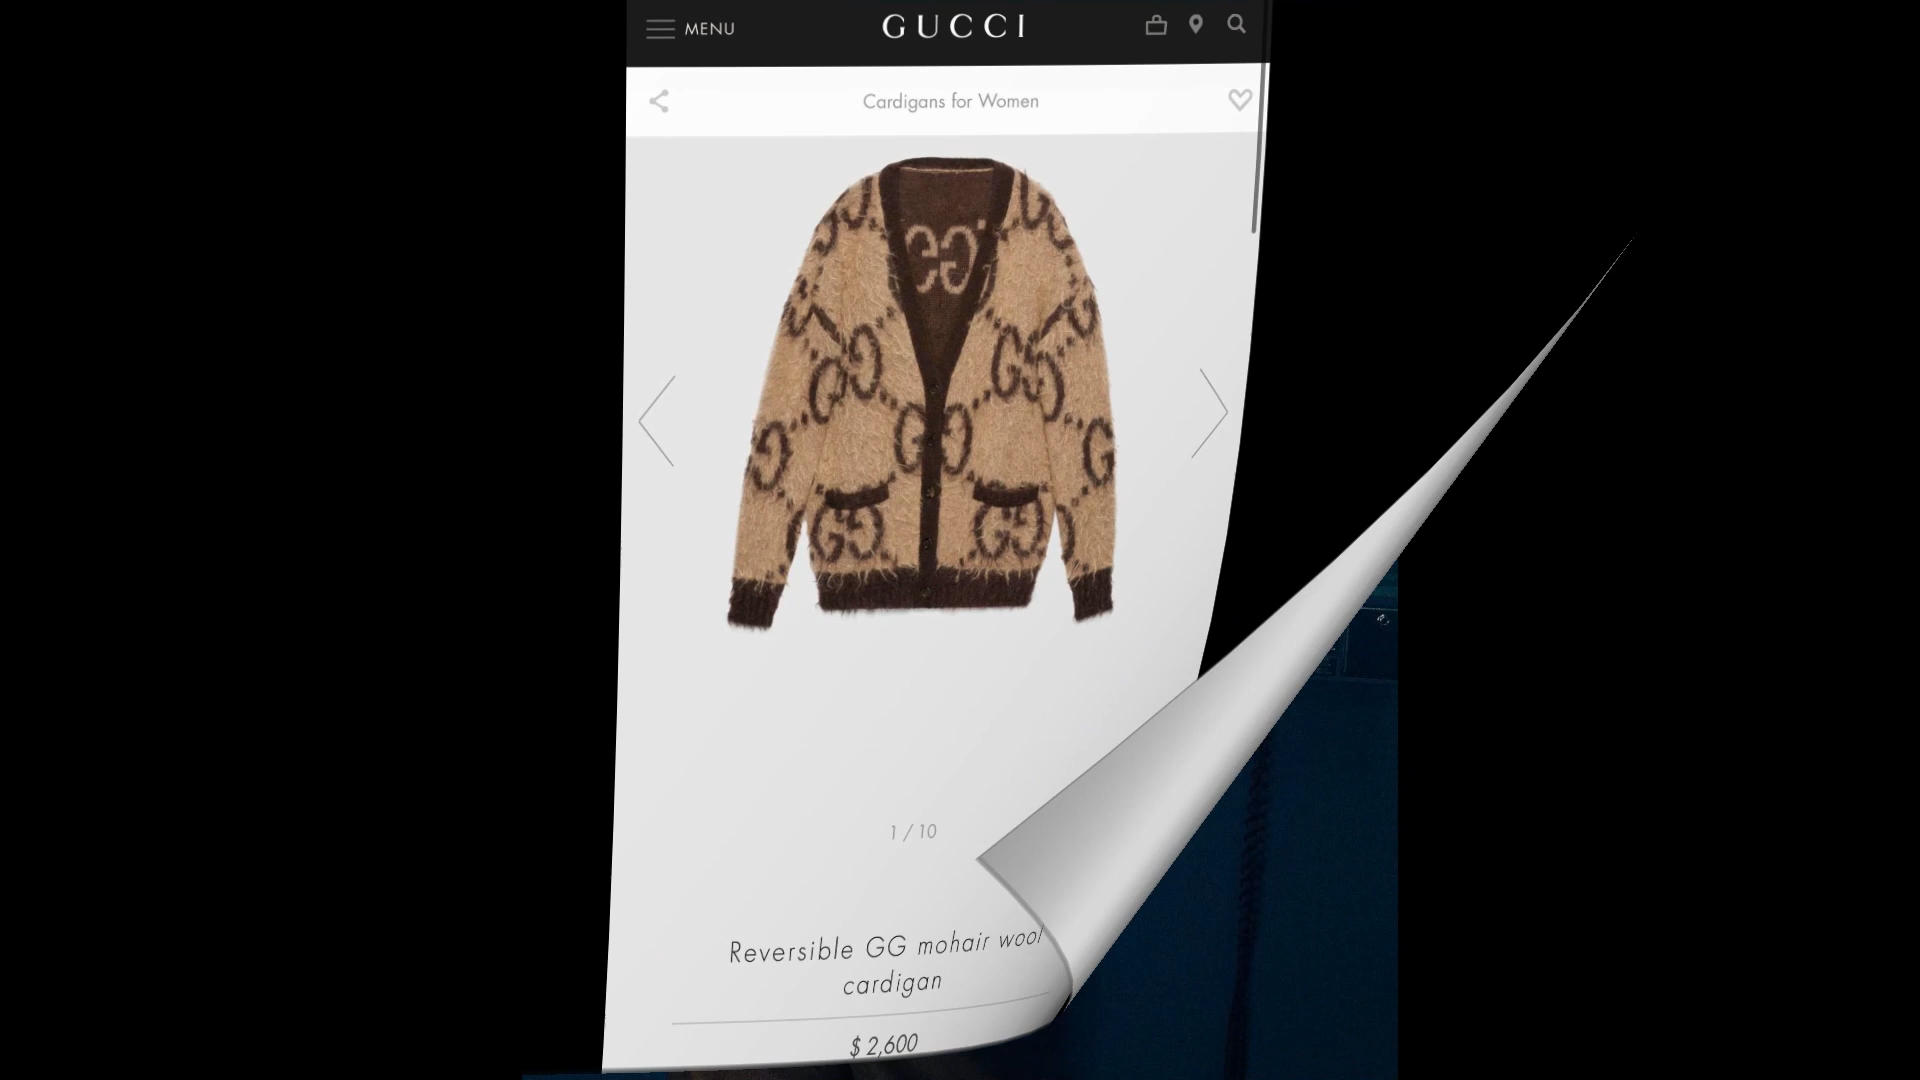 MENU
GUCCI
Cardigans for Women
1 / 10
Reversible GG mohair wool
cardigan
$ 2,600